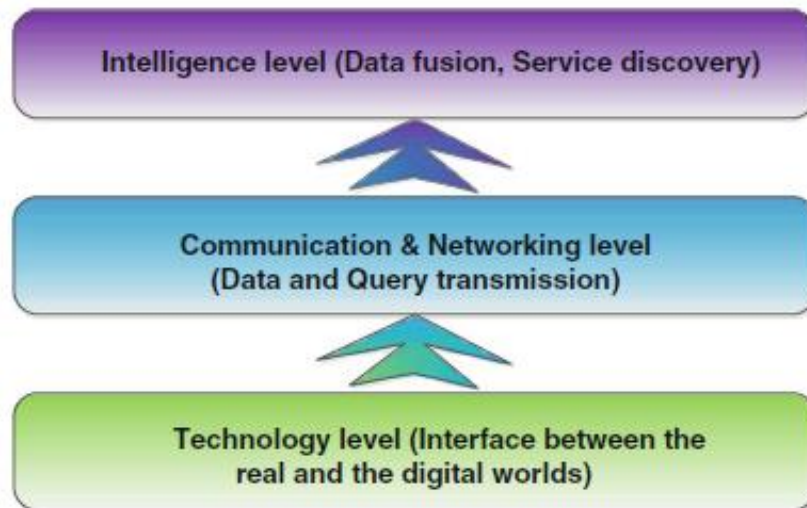 Intelligence level (Data fusion, Service discovery)
Communication & Networking level
(Data and Query transmission)
Technology level (Interface between the
real and the digital worlds)